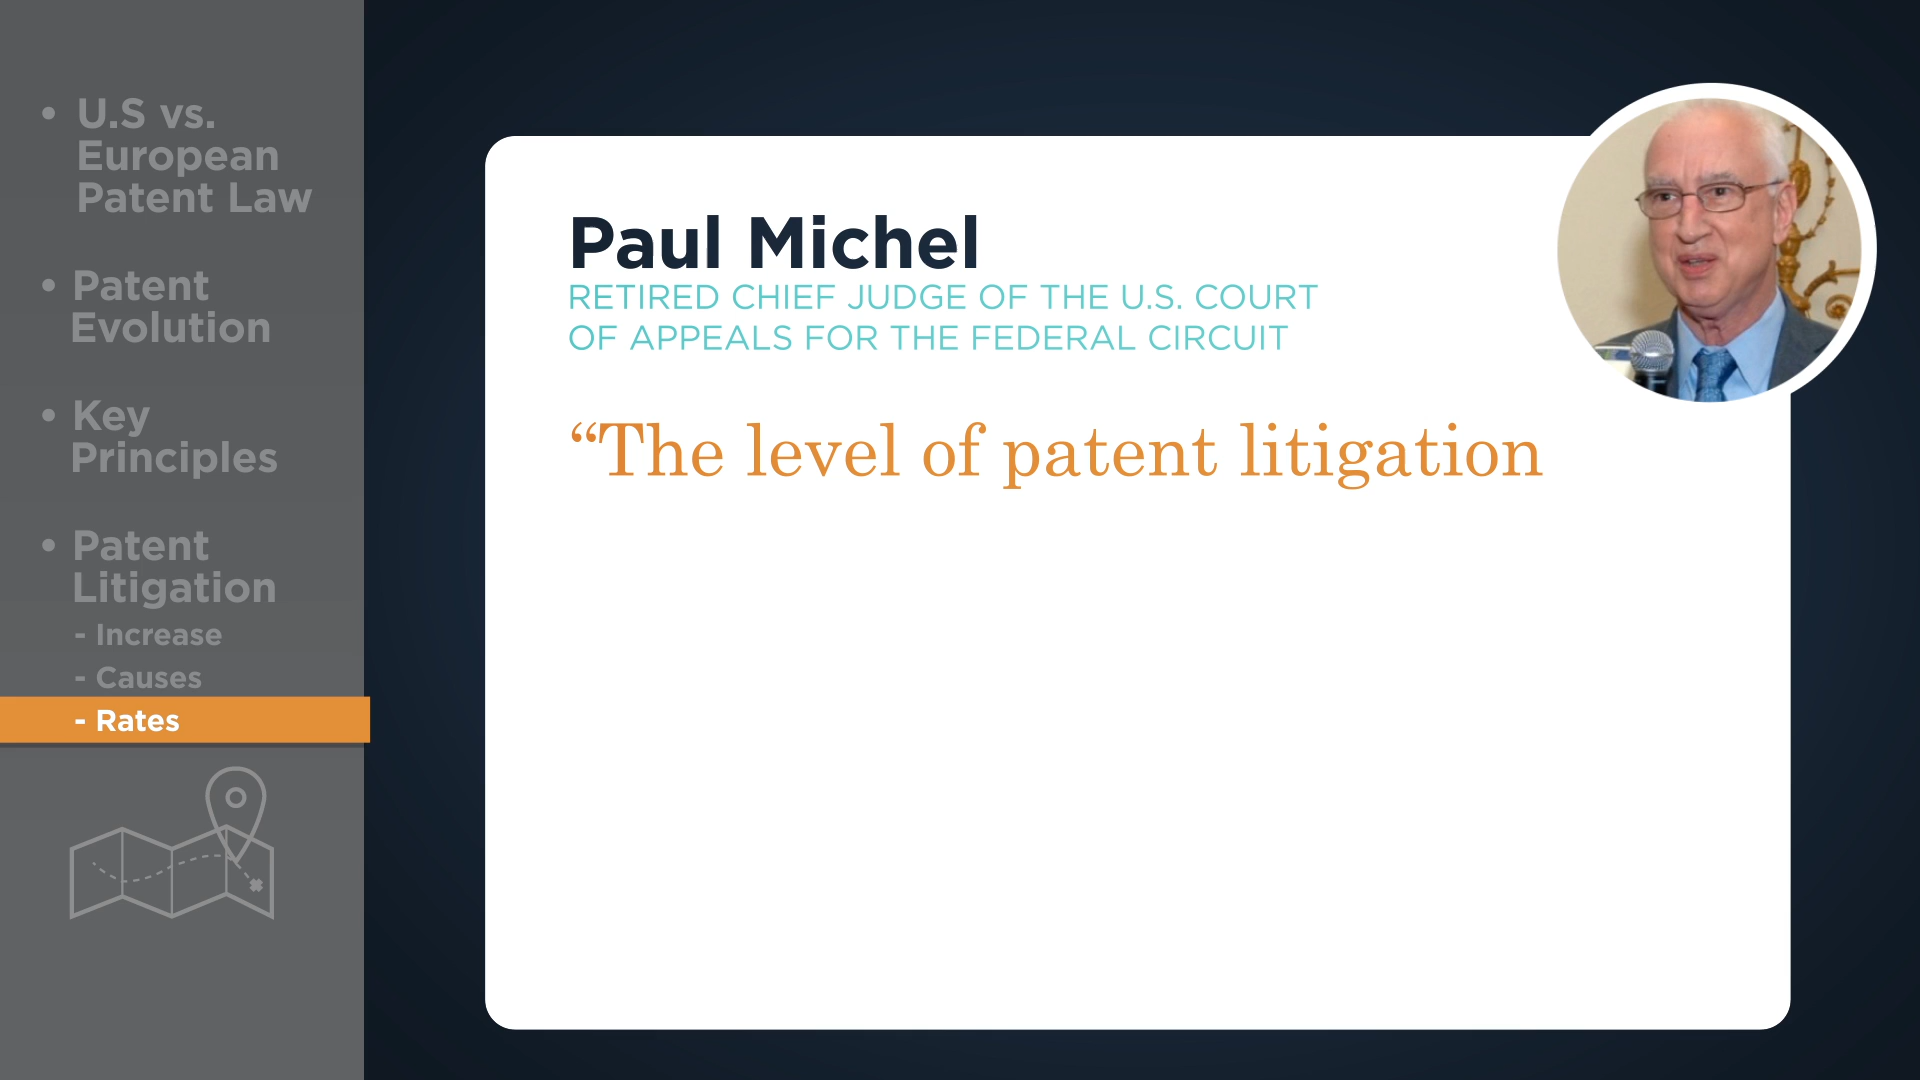 • U.S vs.
European
Patent Law
• Patent
Evolution
• Key
Principles
• Patent
Litigation
- Increase
- Causes
- Rates
Paul Michel
RETIRED CHIEF JUDGE OF THE U.S. COURT
OF APPEALS FOR THE FEDERAL CIRCUIT
“The level of patent litigation